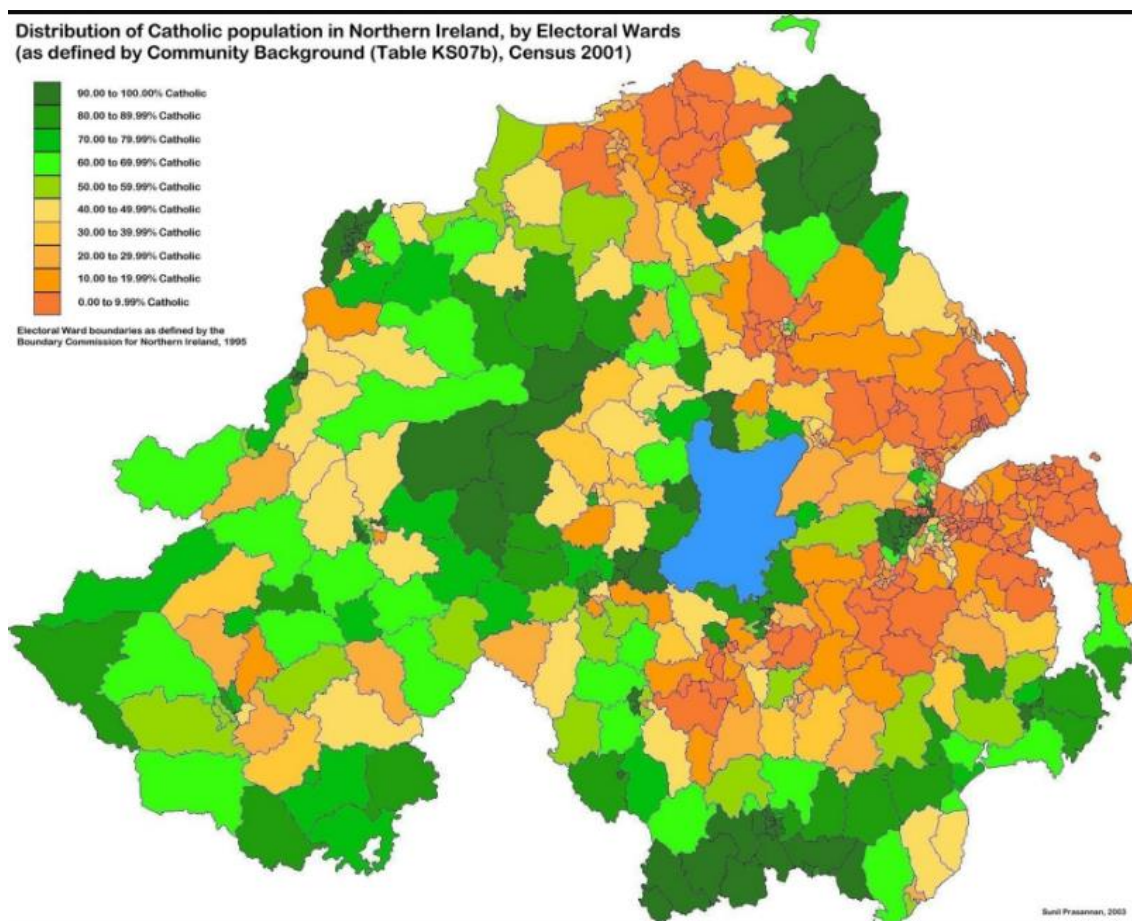 Distribution of Catholic population in Northern Ireland, by Electoral Wards
(as defined by Community Background (Table KS07b), Census 2001)
90.00 to 100.00% Catholic
80.00 to 89.99% Catholic
70.00 to 79.99% Catholic
60.00 to 69.99% Catholic
50.00 to 59.99% Catholic
40.00 to 49.99% Catholic
30.00 to 39.99% Catholic
20.00 to 29.99% Catholic
10.00 to 19.99% Catholic
0.00 to 9.99% Catholic
Electoral Ward boundaries as defined by the
Boundary Commission for Northern Ireland, 1995
Sunil Prasannan, 2003